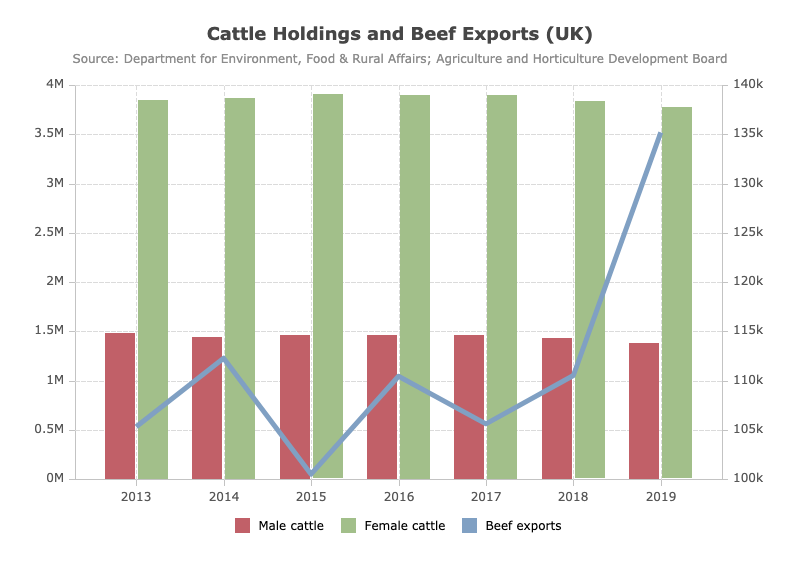 Cattle Holdings and Beef Exports (UK)
Source: Department for Environment, Food & Rural Affairs; Agriculture and Horticulture Development Board
4M 140k
3.5M 135k
3M 130k
2.5M 125k
2M 120k
1.5M 115k
1M 110k
0.5M 105k
0M 100k
2013 2014 2015 2016 2017 2018 2019
Male cattle Female cattle Beef exports